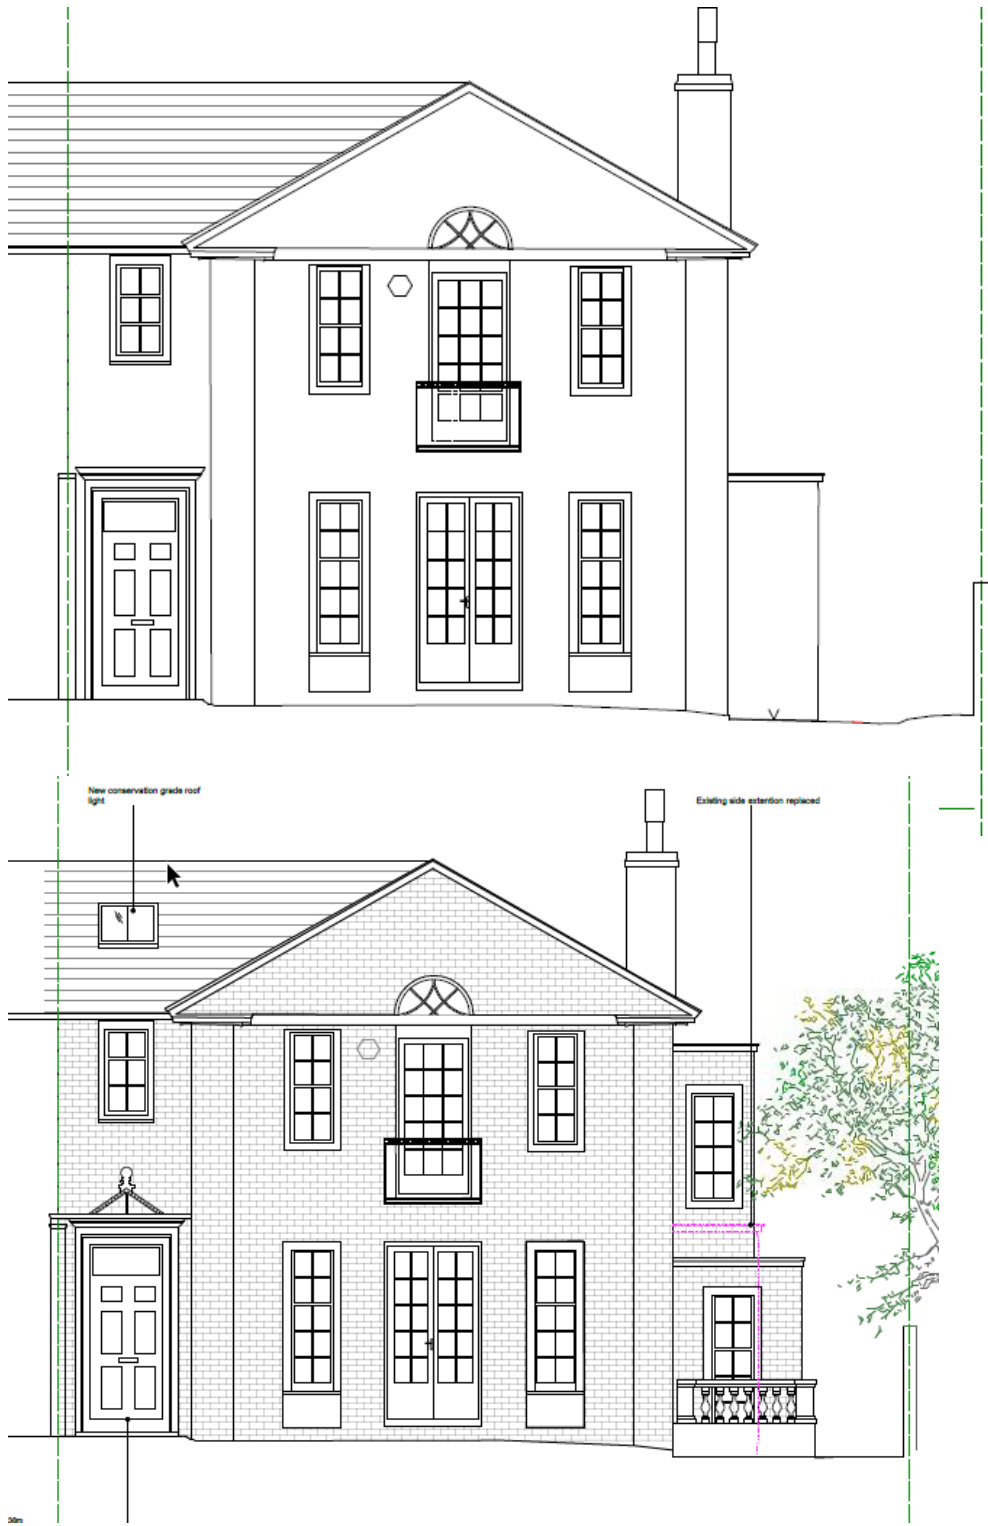 New conservation grade roof
light
Existing side extention replaced